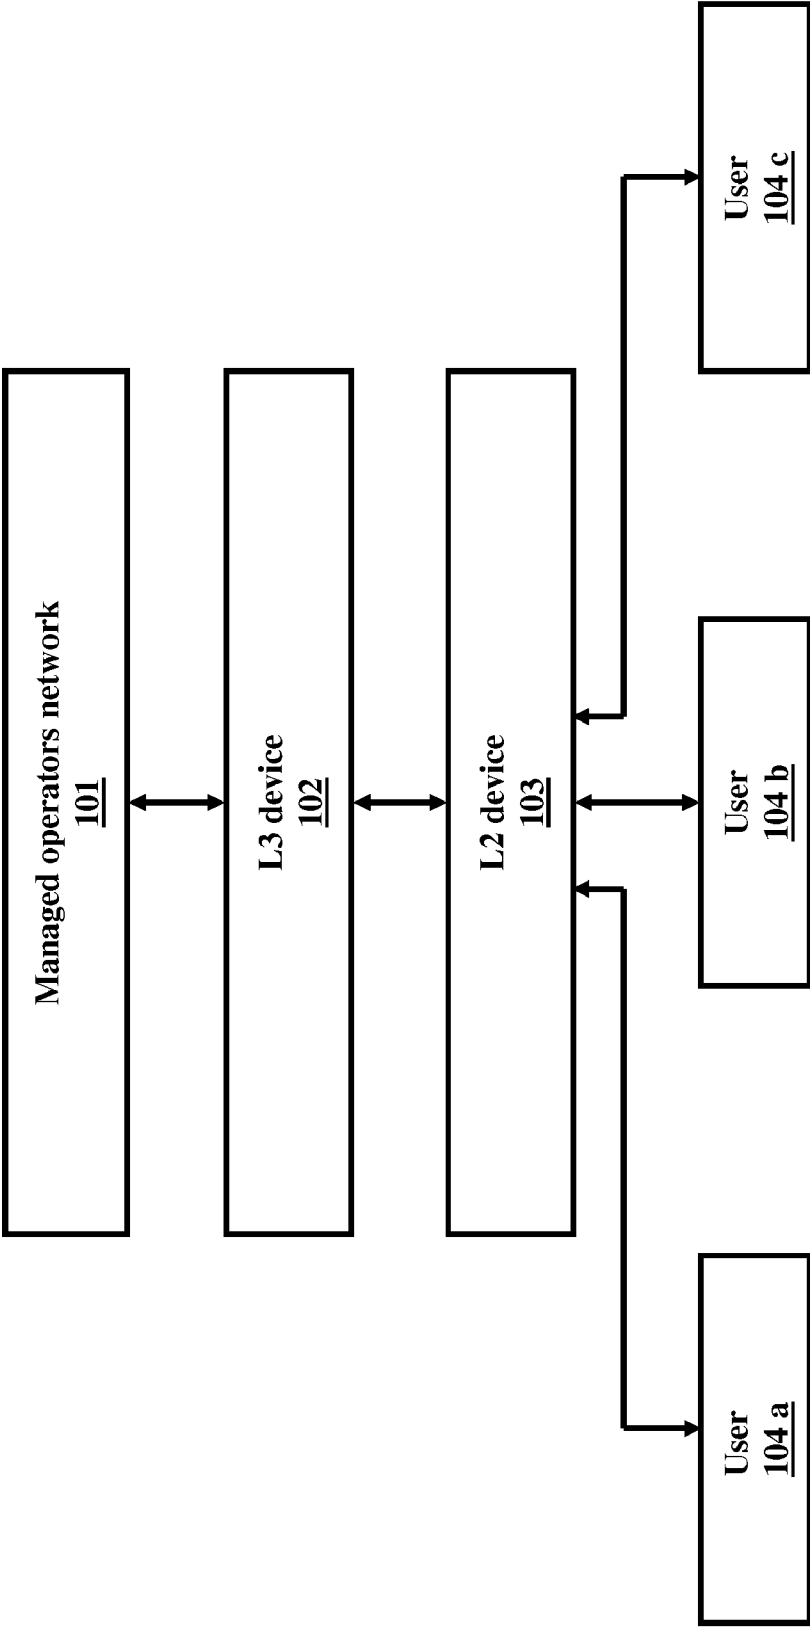 Managed operators network
101
L3 device
102
L2 device
103
User
104 a
User
104 b
User
104 c